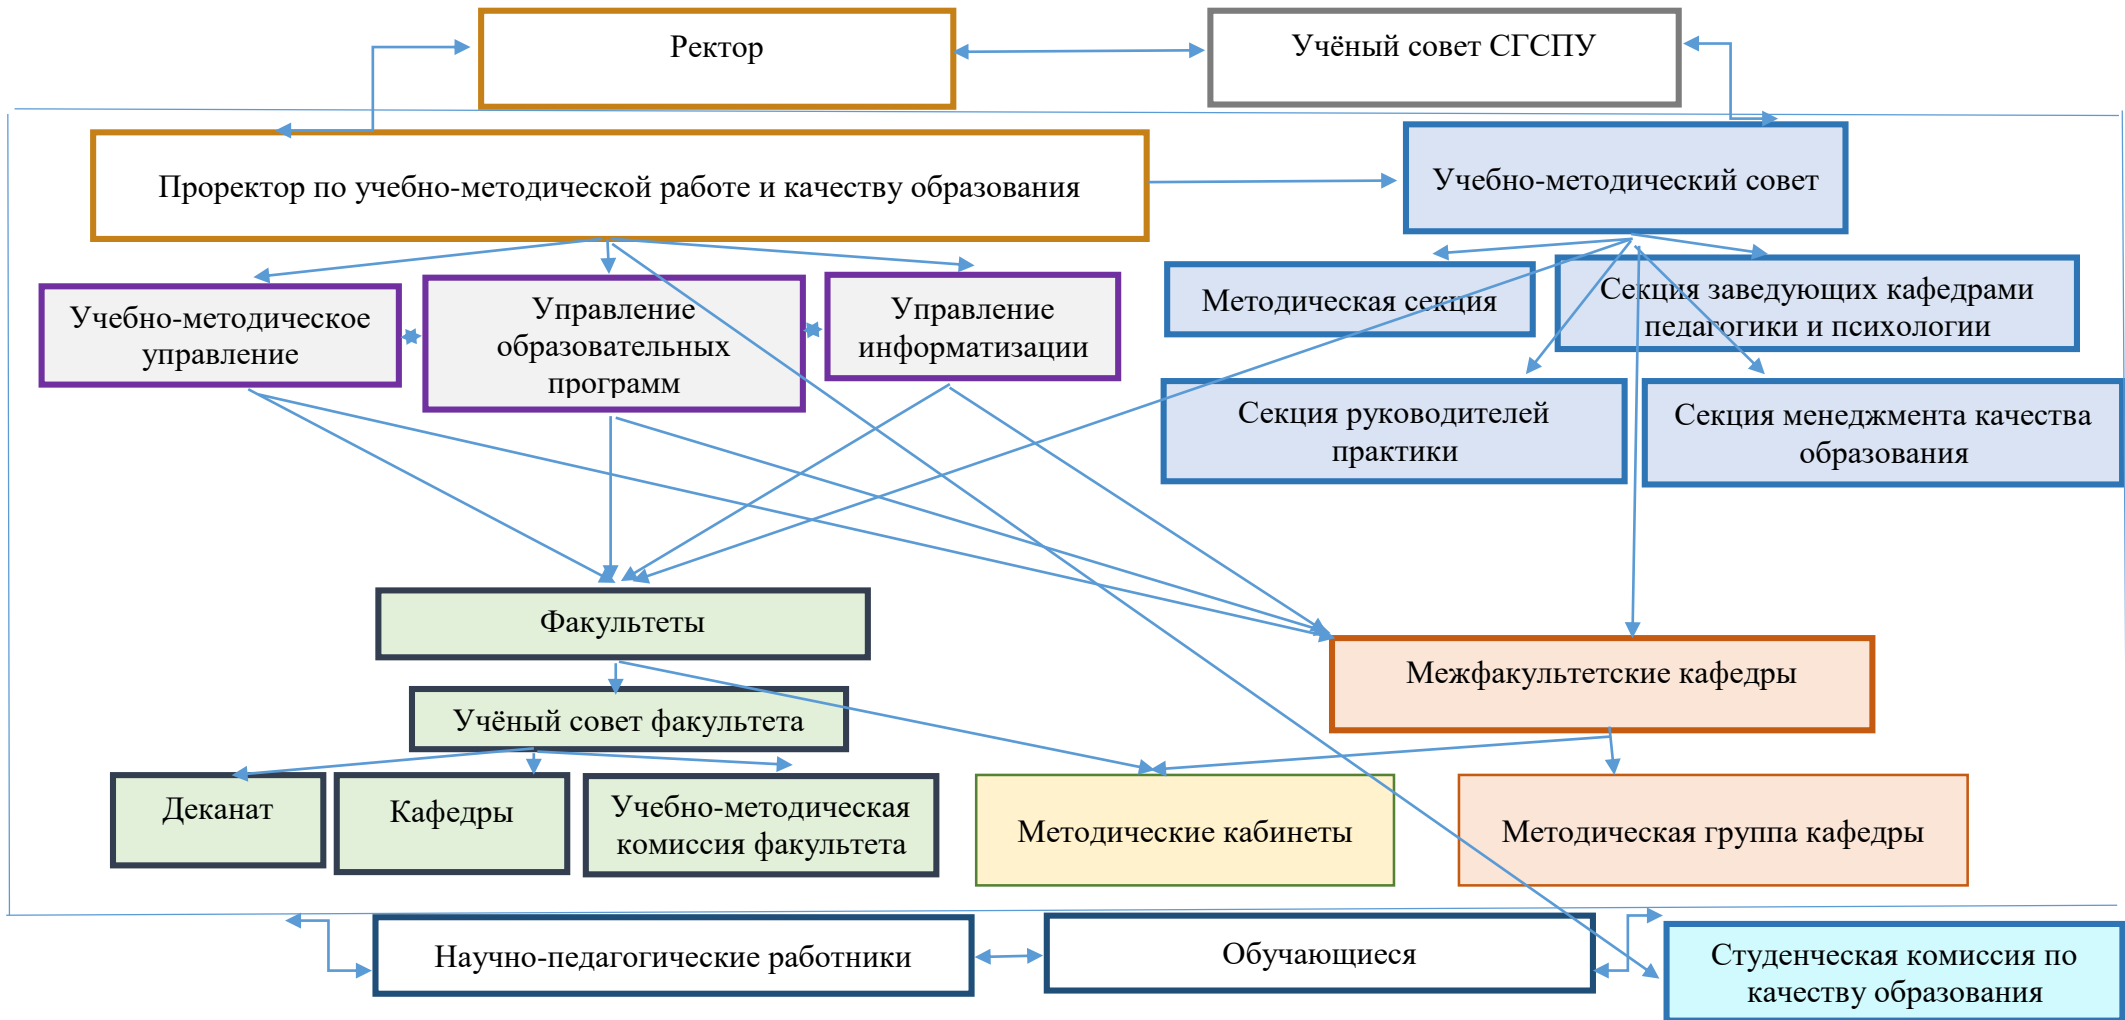 Ректор
Учёный совет СГСПУ
Проректор по учебно-методической работе и качеству образования
Учебно-методический совет
Учебно-методическое
управление
Управление
образовательных
программ
Управление
информатизации
Методическая секция
Секция заведующих кафедрами
педагогики и психологии
Секция руководителей
практики
Секция менеджмента качества
образования
Факультеты
Межфакультетские кафедры
Учёный совет факультета
Деканат
Кафедры
Учебно-методическая
комиссия факультета
Методические кабинеты
Методическая группа кафедры
Научно-педагогические работники
Обучающиеся
Студенческая комиссия по
качеству образования